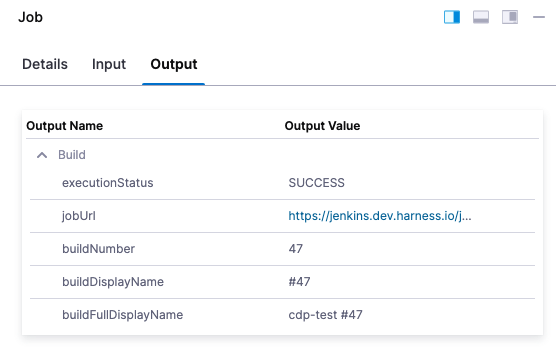 Job
Details Input Output
Output Name Output Value
Build
executionStatus SUCCESS
jobUrl https://jenkins.dev.harness.io/j...
buildNumber 47
buildDisplayName #47
buildFullDisplayName cdp-test #47